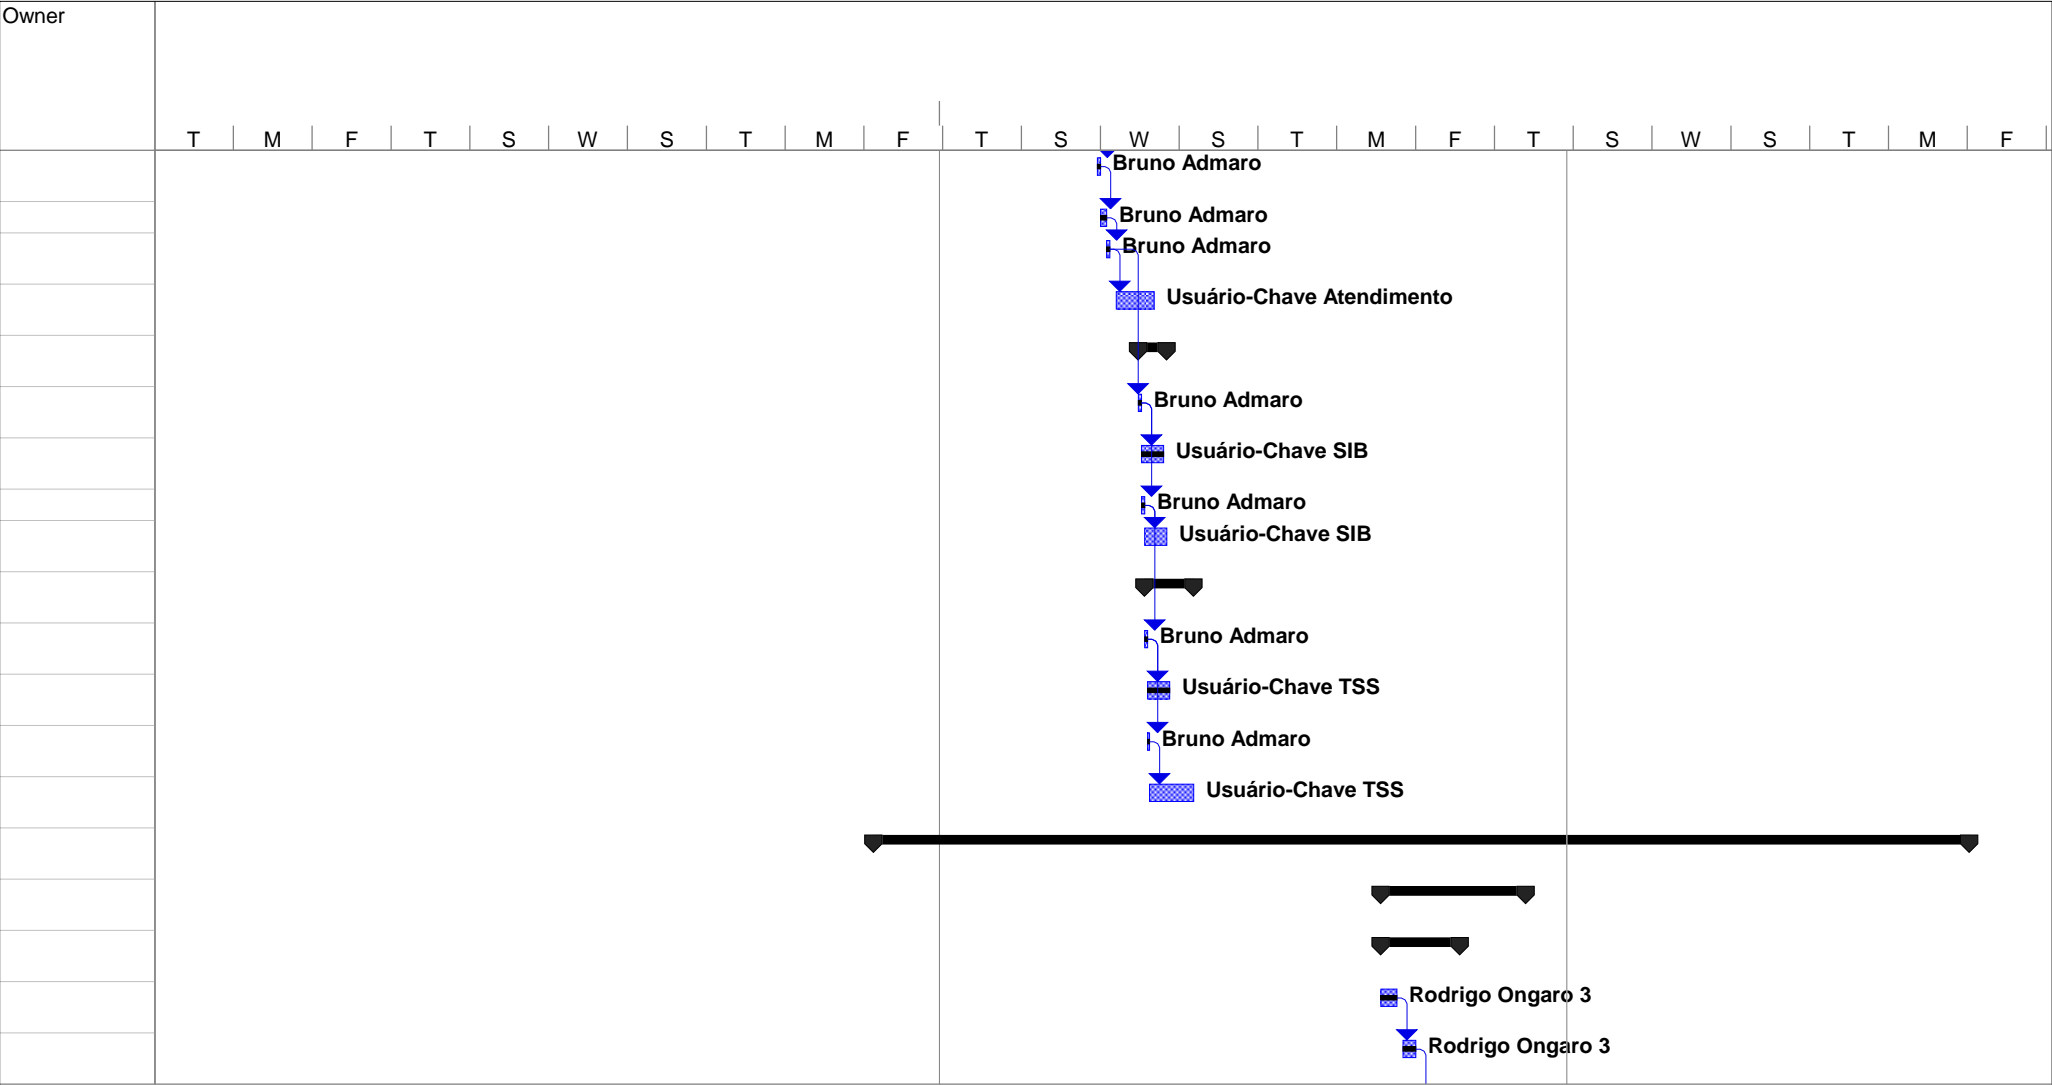 Owner
T M F T S W S T M F T S W S T M F T S W S T M F
Bruno Admaro
Bruno Admaro
Bruno Admaro
Usuário-Chave Atendimento
Bruno Admaro
Usuário-Chave SIB
Bruno Admaro
Usuário-Chave SIB
Bruno Admaro
Usuário-Chave TSS
Bruno Admaro
Usuário-Chave TSS
Rodrigo Ongaro 3
Rodrigo Ongaro 3